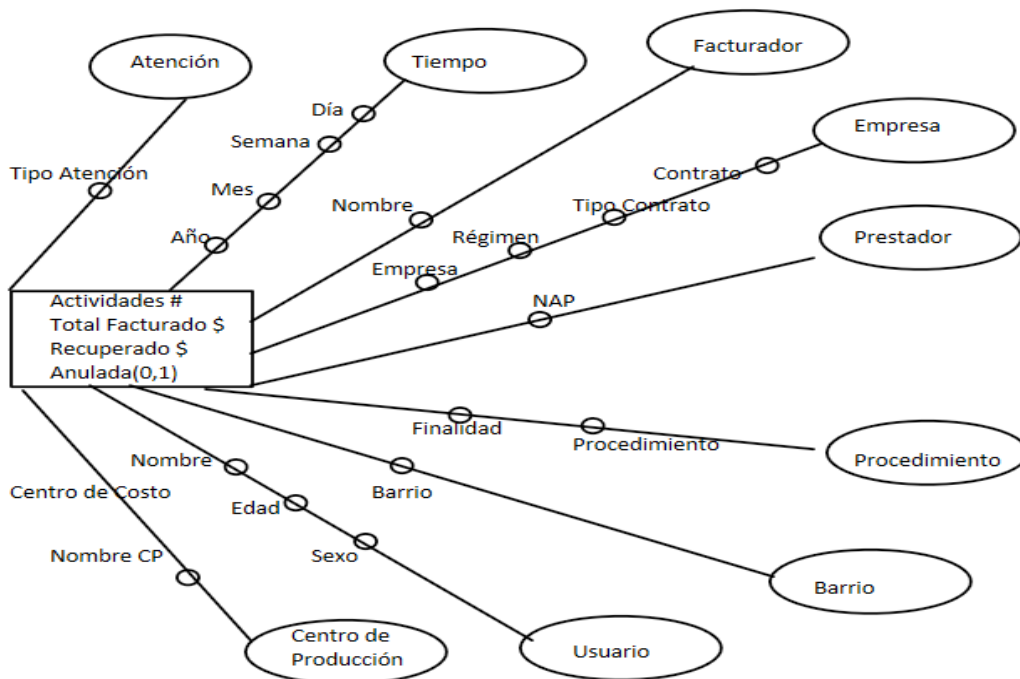 Atención
Tiempo
Facturador
Día
Semana
Empresa
Tipo Atención
Contrato
Mes
Nombre
Tipo Contrato
Año
Régimen
Prestador
Empresa
Actividades #
Total Facturado $
Recuperado $
Anulada(0,1)
NAP
Finalidad
Procedimiento
Procedimiento
Nombre
Barrio
Centro de Costo
Edad
Nombre CP
Sexo
Barrio
Centro de
Producción
Usuario